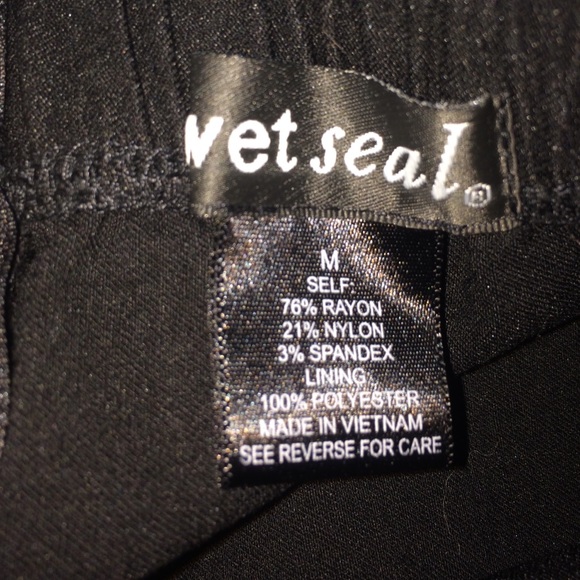 wet seal®
M
SELF:
76% RAYON
21% NYLON
3% SPANDEX
LINING
100% POLYESTER
MADE IN VIETNAM
SEE REVERSE FOR CARE